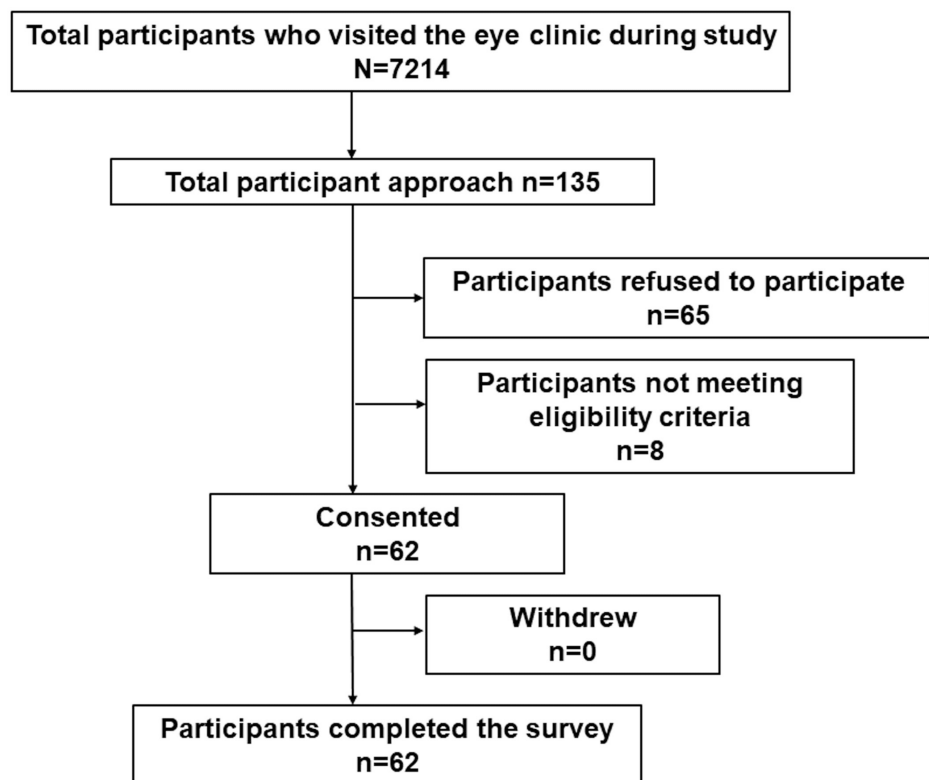 Total participants who visited the eye clinic during study
N=7214
Total participant approach n=135
Participants refused to participate
n=65
Participants not meeting
eligibility criteria
n=8
Consented
n=62
Withdrew
n=0
Participants completed the survey
n=62